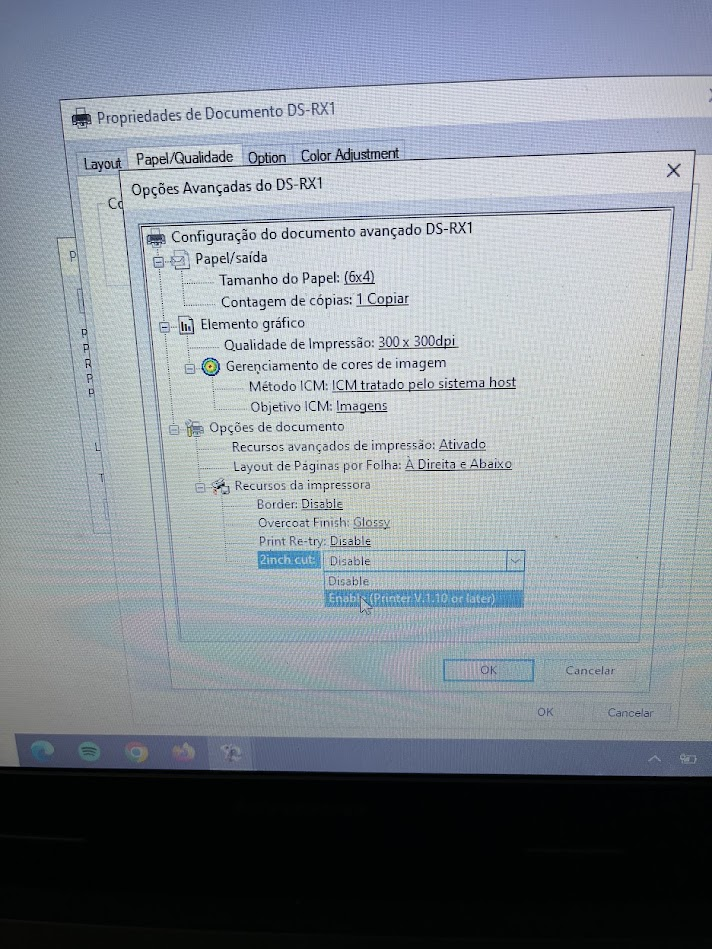 Propriedades de Documento DS-RX1
Layout Papel/Qualidade Option Color Adjustment
Opções Avançadas do DS-RX1
Configuração do documento avançado DS-RX1
Papel/saída
Tamanho do Papel: (6x4)
Contagem de cópias: 1 Copiar
Elemento gráfico
Qualidade de Impressão: 300 x 300dpi
Gerenciamento de cores de imagem
Método ICM: ICM tratado pelo sistema host
Objetivo ICM: Imagens
Opções de documento
Recursos avançados de impressão: Ativado
Layout de Páginas por Folha: À Direita e Abaixo
Recursos da impressora
Border: Disable
Overcoat Finish: Glossy
Print Re-try: Disable
2inch cut: Disable
Disable
Enable (Printer V.1.10 or later)
OK Cancelar
OK Cancelar